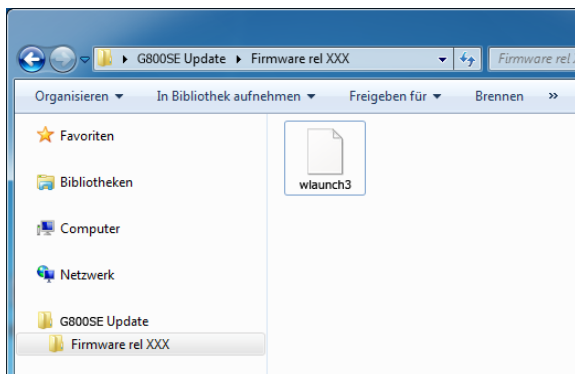 G800SE Update Firmware rel XXX Firmware rel
Organisieren In Bibliothek aufnehmen Freigeben für Brennen »
Favoriten
wlaunch3
Bibliotheken
Computer
Netzwerk
G800SE Update
Firmware rel XXX